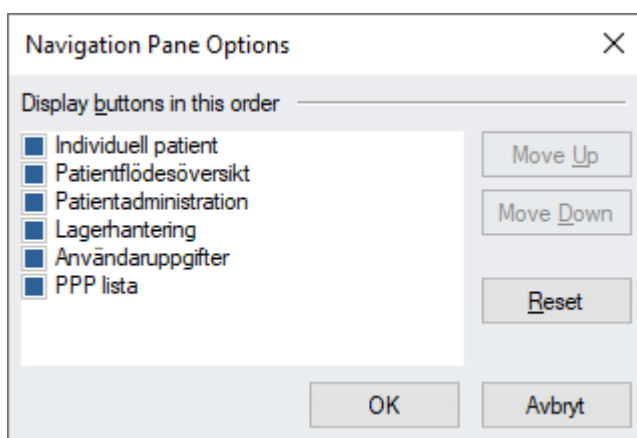 Navigation Pane Options
Display buttons in this order
Individuell patient
Patientflödesöversikt
Patientadministration
Lagerhantering
Användaruppgifter
PPP lista
Move Up
Move Down
Reset
OK
Avbryt